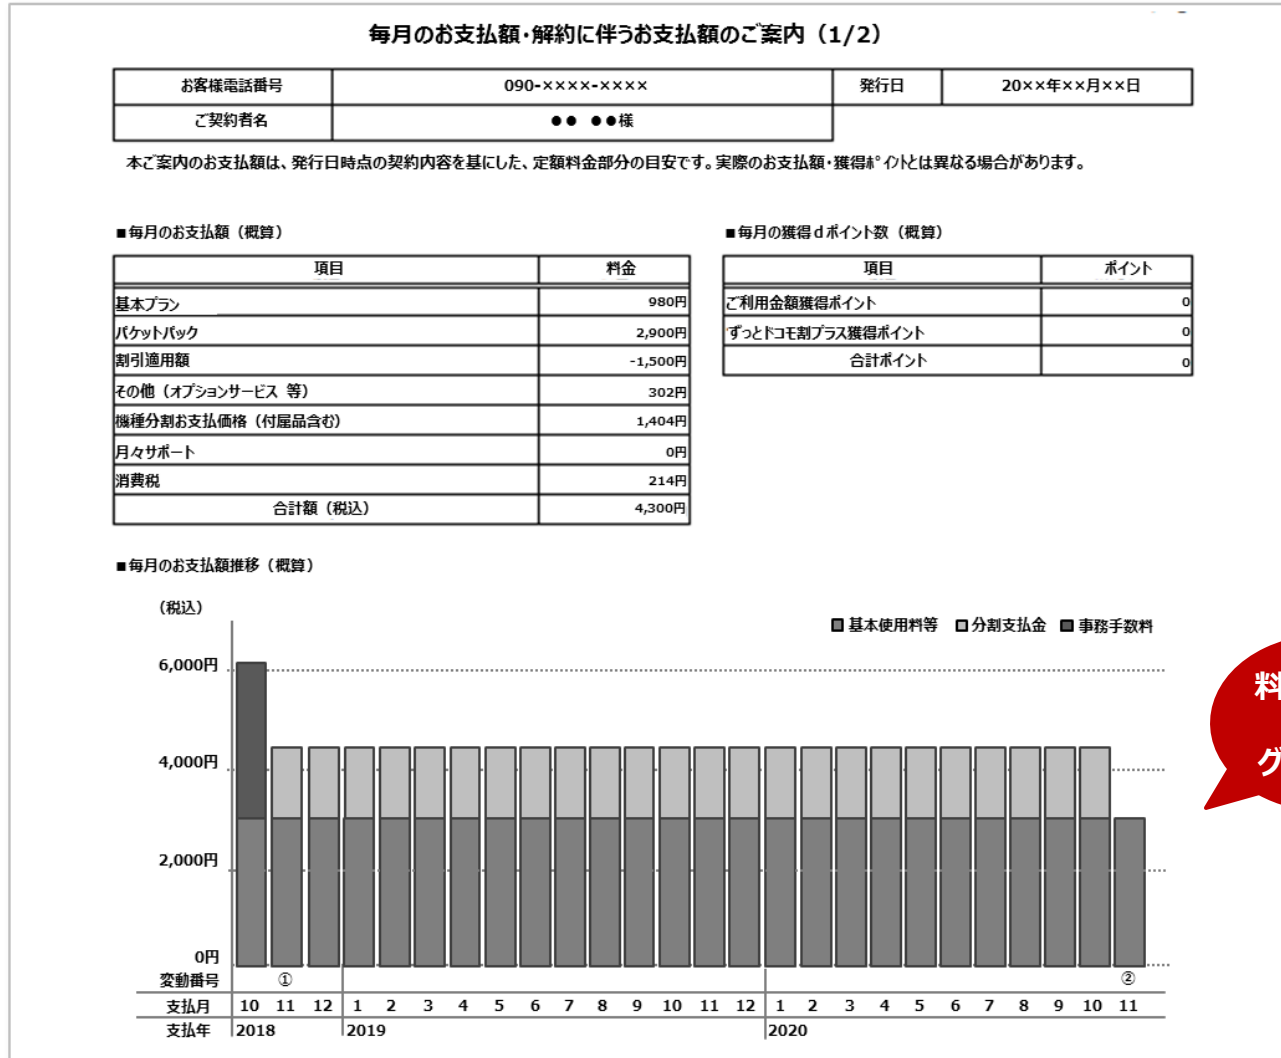 毎月のお支払額・解約に伴うお支払額のご案内（1/2）
お客様電話番号 090-××××-×××× 発行日 20××年××月××日
ご契約者名 ●● ●●様
本ご案内のお支払額は、発行日時点の契約内容を基にした、定額料金部分の目安です。実際のお支払額・獲得ﾎﾟｲﾝﾄとは異なる場合があります。
■毎月のお支払額（概算）
項目 料金
基本プラン 980円
パケットパック 2,900円
割引適用額 -1,500円
その他（オプションサービス 等） 302円
機種分割お支払価格（付属品含む） 1,404円
月々サポート 0円
消費税 214円
合計額（税込） 4,300円
■毎月の獲得ｄポイント数（概算）
項目 ポイント
ご利用金額獲得ポイント 0
ずっとドコモ割プラス獲得ポイント 0
合計ポイント 0
■毎月のお支払額推移（概算）
（税込）
基本使用料等 分割支払金 事務手数料
6,000円
4,000円
2,000円
0円
変動番号 ① ②
支払月 10 11 12 1 2 3 4 5 6 7 8 9 10 11 12 1 2 3 4 5 6 7 8 9 10 11
支払年 2018 2019 2020
料
グ